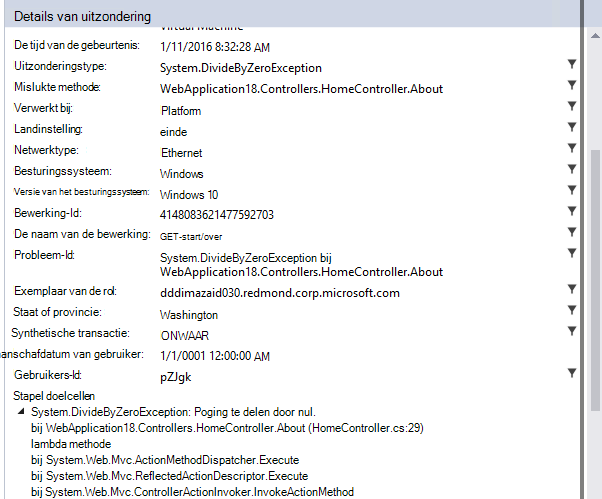 Details van uitzondering
Virtual Machine
De tijd van de gebeurtenis: 1/11/2016 8:32:28 AM
Uitzonderingstype: System.DivideByZeroException
Mislukte methode: WebApplication18.Controllers.HomeController.About
Verwerkt bij: Platform
Landinstelling: einde
Netwerktype: Ethernet
Besturingssysteem: Windows
Versie van het besturingssysteem: Windows 10
Bewerking-Id: 4148083621477592703
De naam van de bewerking: GET-start/over
Probleem-Id: System.DivideByZeroException bij
WebApplication18.Controllers.HomeController.About
Exemplaar van de rol: dddimazaid030.redmond.corp.microsoft.com
Staat of provincie: Washington
Synthetische transactie: ONWAAR
anschafdatum van gebruiker: 1/1/0001 12:00:00 AM
Gebruikers-Id: pZJgk
Stapel doelcellen
System.DivideByZeroException: Poging te delen door nul.
bij WebApplication18.Controllers.HomeController.About (HomeController.cs:29)
lambda methode
bij System.Web.Mvc.ActionMethodDispatcher.Execute
bij System.Web.Mvc.ReflectedActionDescriptor.Execute
bij System.Web.Mvc.ControllerActionInvoker.InvokeActionMethod